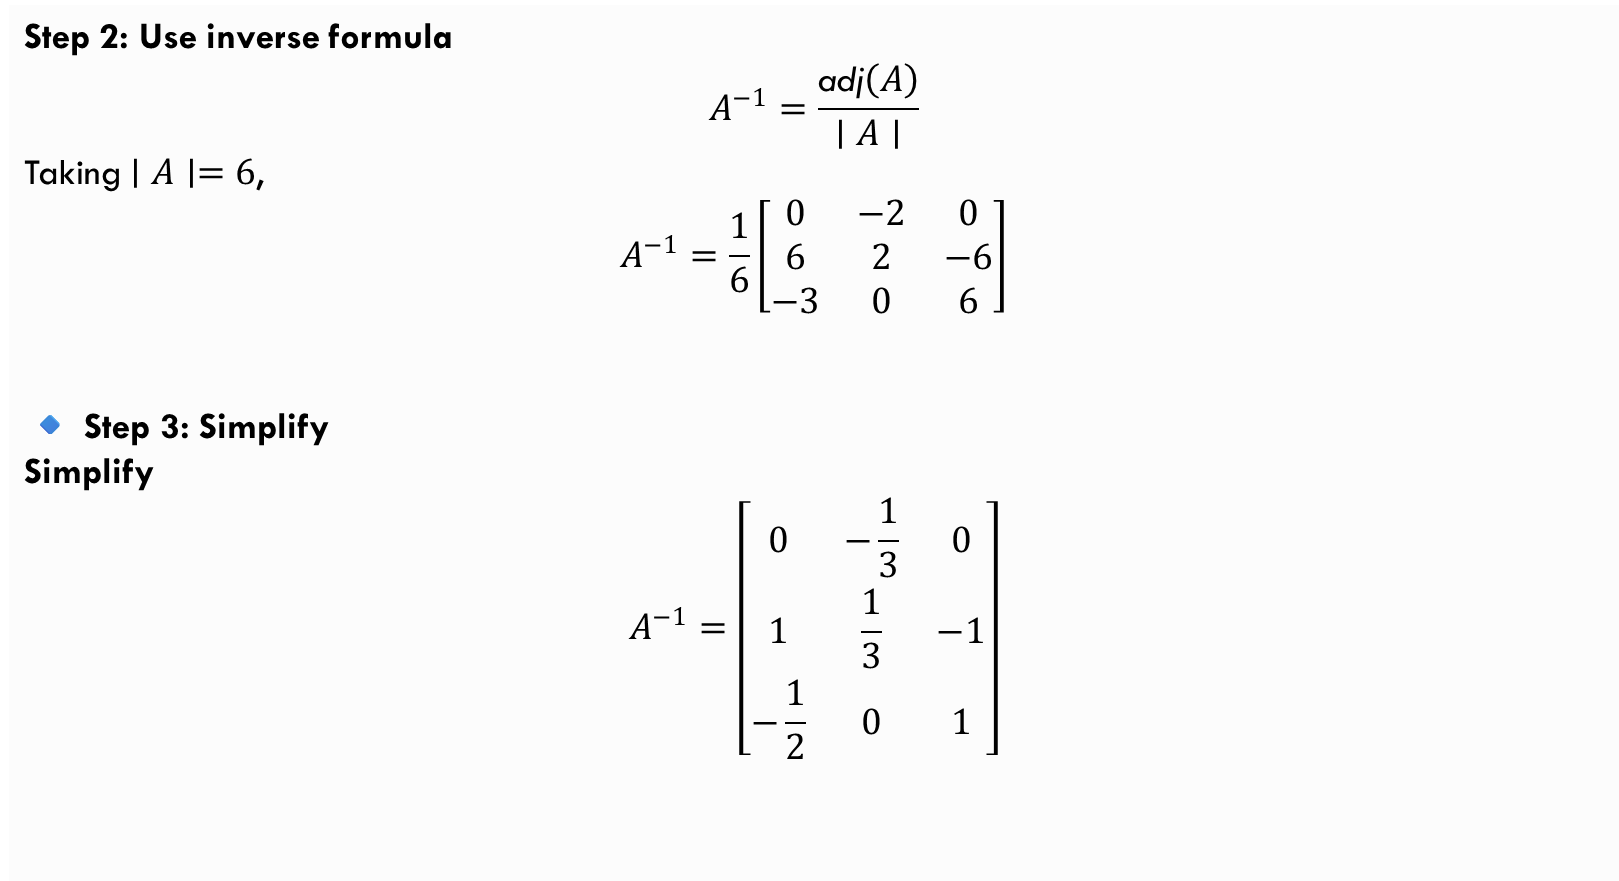 Step 2: Use inverse formula
A⁻¹ = adj(A) / | A |
Taking | A |= 6,
A⁻¹ = 1/6 [0 −2 0
6 2 −6
−3 0 6]
Step 3: Simplify
Simplify
A⁻¹ = [0 −1/3 0
1 1/3 −1
−1/2 0 1]